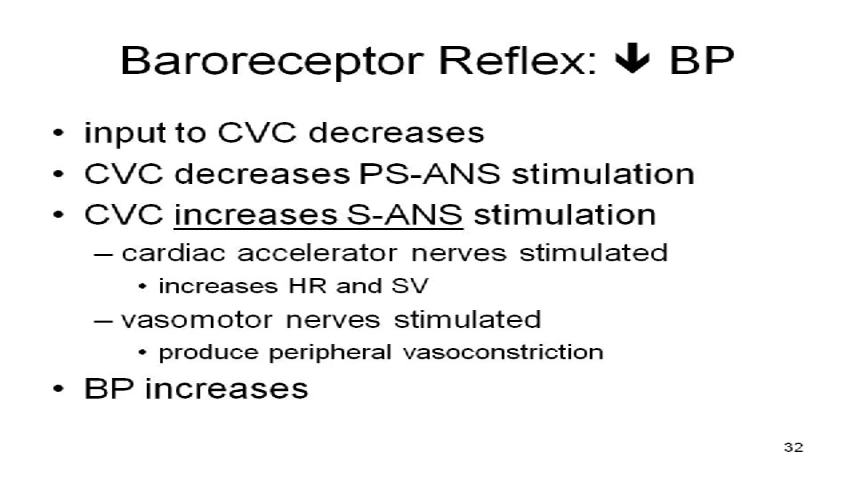 Baroreceptor Reflex: 🡳 BP
• input to CVC decreases
• CVC decreases PS-ANS stimulation
• CVC increases S-ANS stimulation
– cardiac accelerator nerves stimulated
• increases HR and SV
– vasomotor nerves stimulated
• produce peripheral vasoconstriction
• BP increases
32